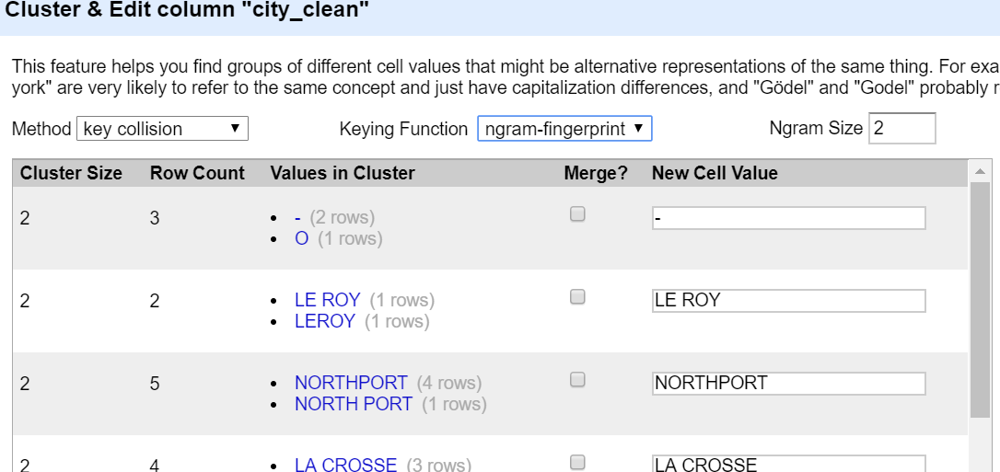 Cluster & Edit column "city_clean"
This feature helps you find groups of different cell values that might be alternative representations of the same thing. For exa
york" are very likely to refer to the same concept and just have capitalization differences, and "Gödel" and "Godel" probably r
Method key collision Keying Function ngram-fingerprint Ngram Size 2
Cluster Size Row Count Values in Cluster Merge? New Cell Value
2 3 • - (2 rows) -
• O (1 rows)
2 2 • LE ROY (1 rows) LE ROY
• LEROY (1 rows)
2 5 • NORTHPORT (4 rows) NORTHPORT
• NORTH PORT (1 rows)
2 4 • LA CROSSE (3 rows) LA CROSSE